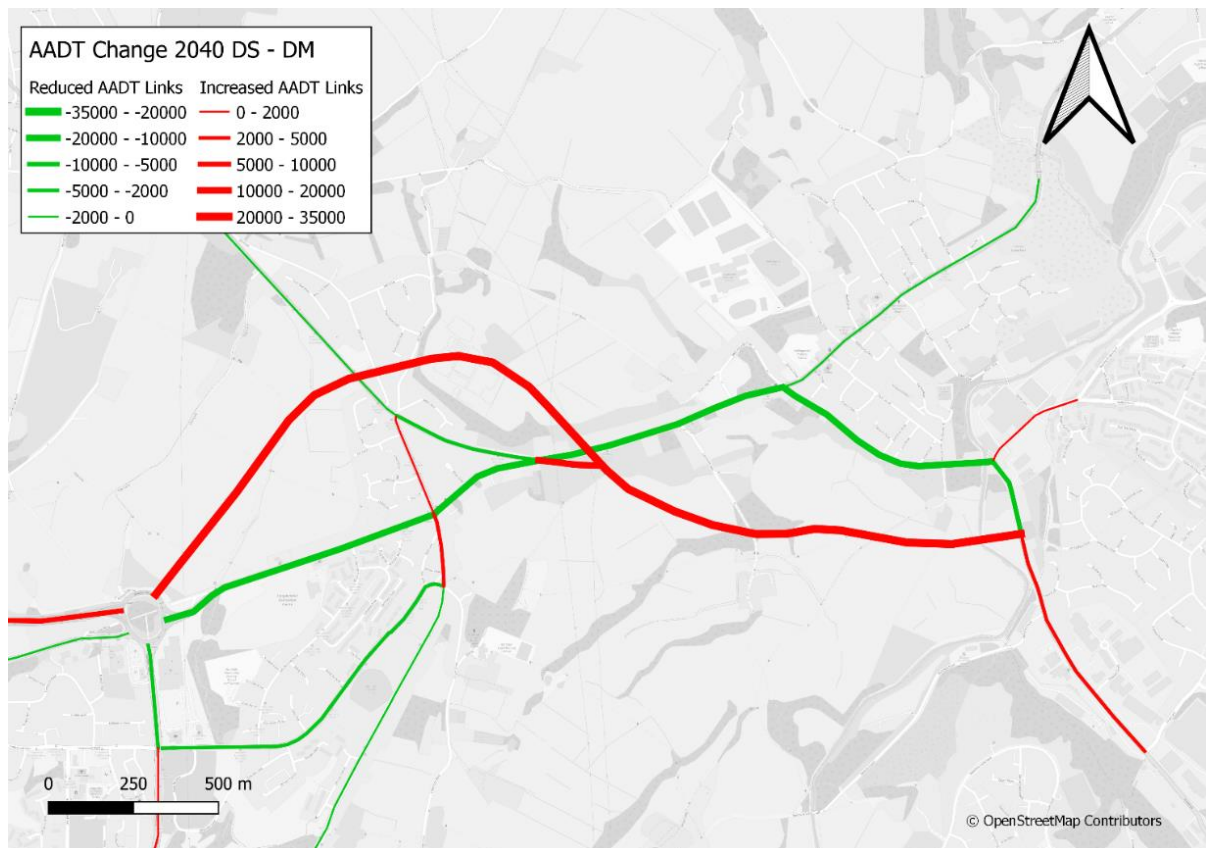 AADT Change 2040 DS - DM
Reduced AADT Links Increased AADT Links
-35000 - -20000 0 - 2000
-20000 - -10000 2000 - 5000
-10000 - -5000 5000 - 10000
-5000 - -2000 10000 - 20000
-2000 - 0 20000 - 35000
0 250 500 m
© OpenStreetMap Contributors